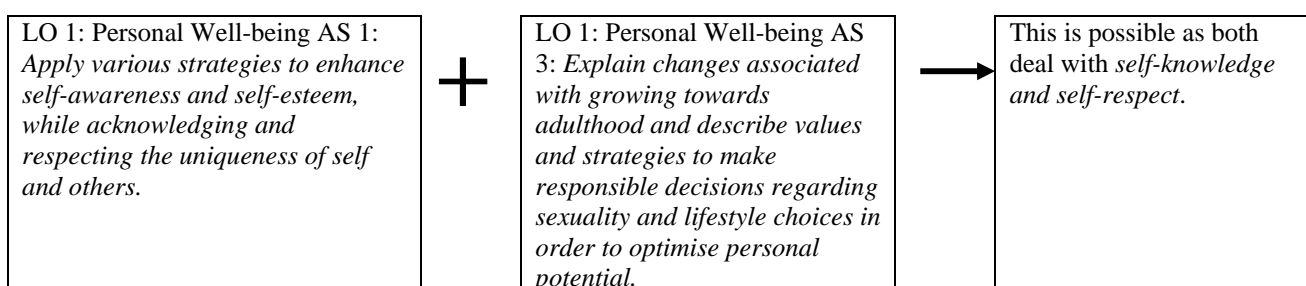 LO 1: Personal Well-being AS 1:
Apply various strategies to enhance
self-awareness and self-esteem,
while acknowledging and
respecting the uniqueness of self
and others.
+
LO 1: Personal Well-being AS
3: Explain changes associated
with growing towards
adulthood and describe values
and strategies to make
responsible decisions regarding
sexuality and lifestyle choices in
order to optimise personal
potential.
This is possible as both
deal with self-knowledge
and self-respect.